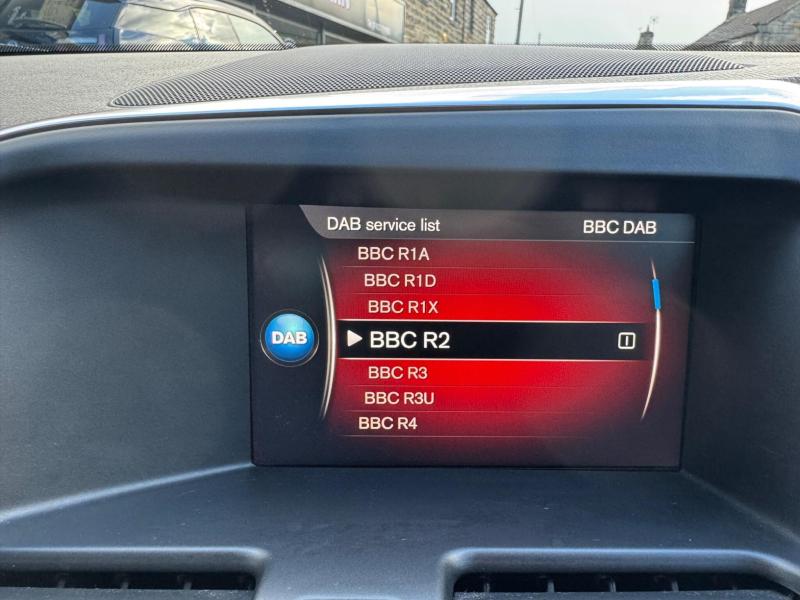 DAB service list BBC DAB
BBC R1A
BBC R1D
BBC R1X
DAB
BBC R2
BBC R3
BBC R3U
BBC R4